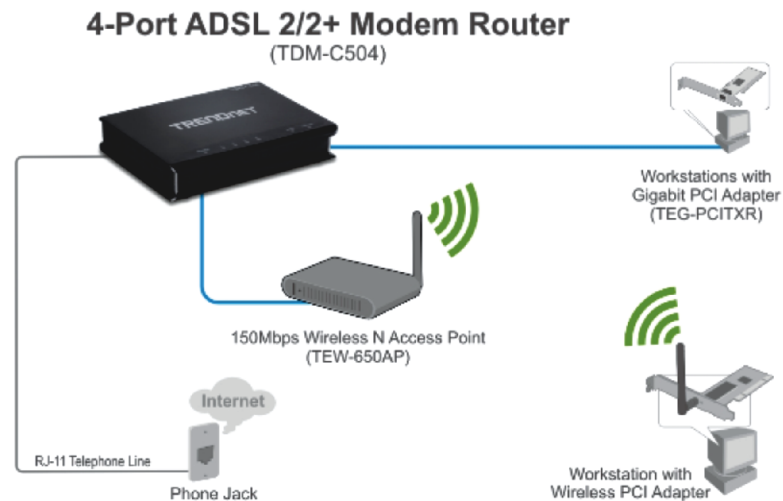 4-Port ADSL 2/2+ Modem Router
(TDM-C504)
TRENDNET
Workstations with
Gigabit PCI Adapter
(TEG-PCITXR)
150Mbps Wireless N Access Point
(TEW-650AP)
Internet
RJ-11 Telephone Line
Phone Jack
Workstation with
Wireless PCI Adapter